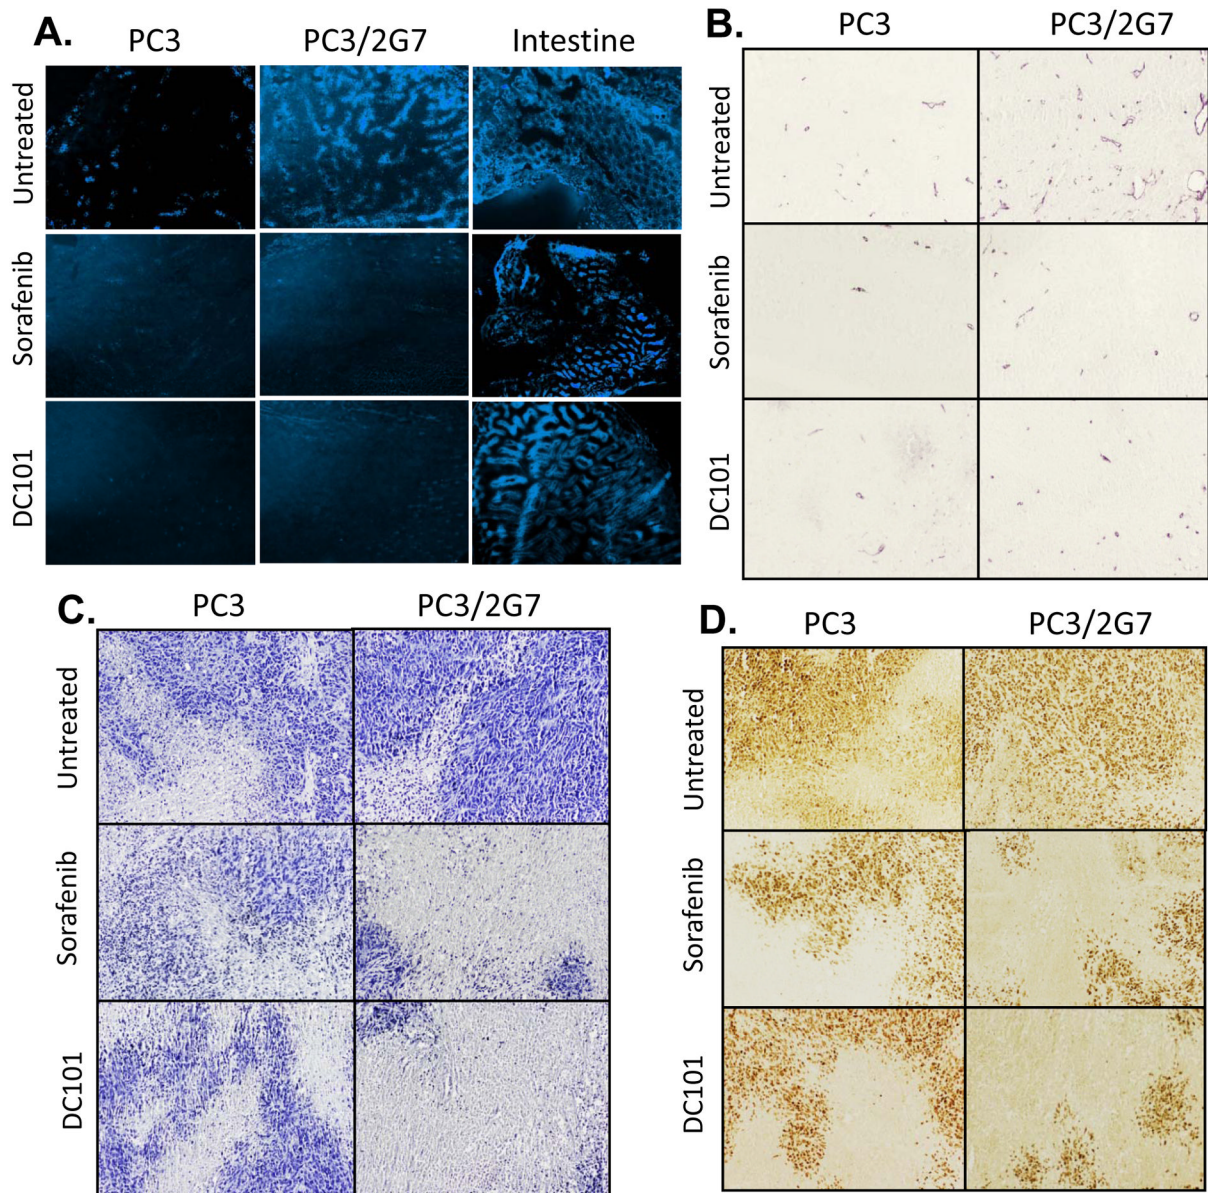 A.
PC3 PC3/2G7 Intestine
Untreated
Sorafenib
DC101
B.
PC3 PC3/2G7
Untreated
Sorafenib
DC101
C.
PC3 PC3/2G7
Untreated
Sorafenib
DC101
D.
PC3 PC3/2G7
Untreated
Sorafenib
DC101